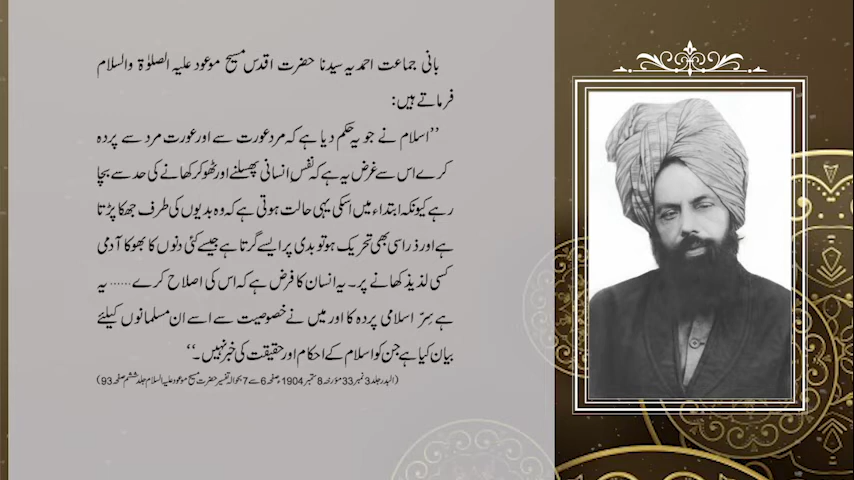 بانی جماعت احمدیہ سیدنا حضرت اقدس مسیح موعود علیہ الصلوٰۃ والسلام
فرماتے ہیں:
’’اسلام نے جو یہ حکم دیا ہے کہ مرد عورت سے اور عورت مرد سے پردہ
کرے اس سے غرض یہ ہے کہ نفس انسانی پھسلنے اور ٹھوکر کھانے کی حد سے بچا
رہے کیونکہ ابتداء میں اسکی یہی حالت ہوتی ہے کہ وہ بدیوں کی طرف جھکا پڑتا
ہے اور ذرا سی بھی تحریک ہو تو بدی پر ایسے گرتا ہے جیسے کئی دنوں کا بھوکا آدمی
کسی لذیذ کھانے پر۔ یہ انسان کا فرض ہے کہ اس کی اصلاح کرے...... یہ
ہے سِرّ اسلامی پردہ کا اور میں نے خصوصیت سے اسے ان مسلمانوں کیلئے
بیان کیا ہے جن کو اسلام کے احکام اور حقیقت کی خبر نہیں۔‘‘
(البدر جلد 3 نمبر 33 مؤرخہ 8 ستمبر 1904، صفحہ 6 سے 7 بحوالہ تفسیر حضرت مسیح موعود علیہ السلام جلد ششم صفحہ 93)